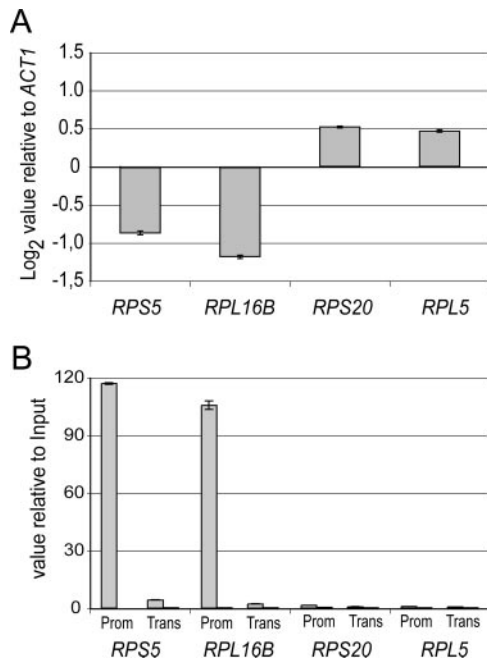 A
Log2 value relative to ACT1
1.5
1.0
0.5
0
-0.5
-1.0
-1,5
RPS5 RPL16B RPS20 RPL5
B
value relative to Input
120
90
60
30
0
Prom Trans Prom Trans Prom Trans Prom Trans
RPS5 RPL16B RPS20 RPL5